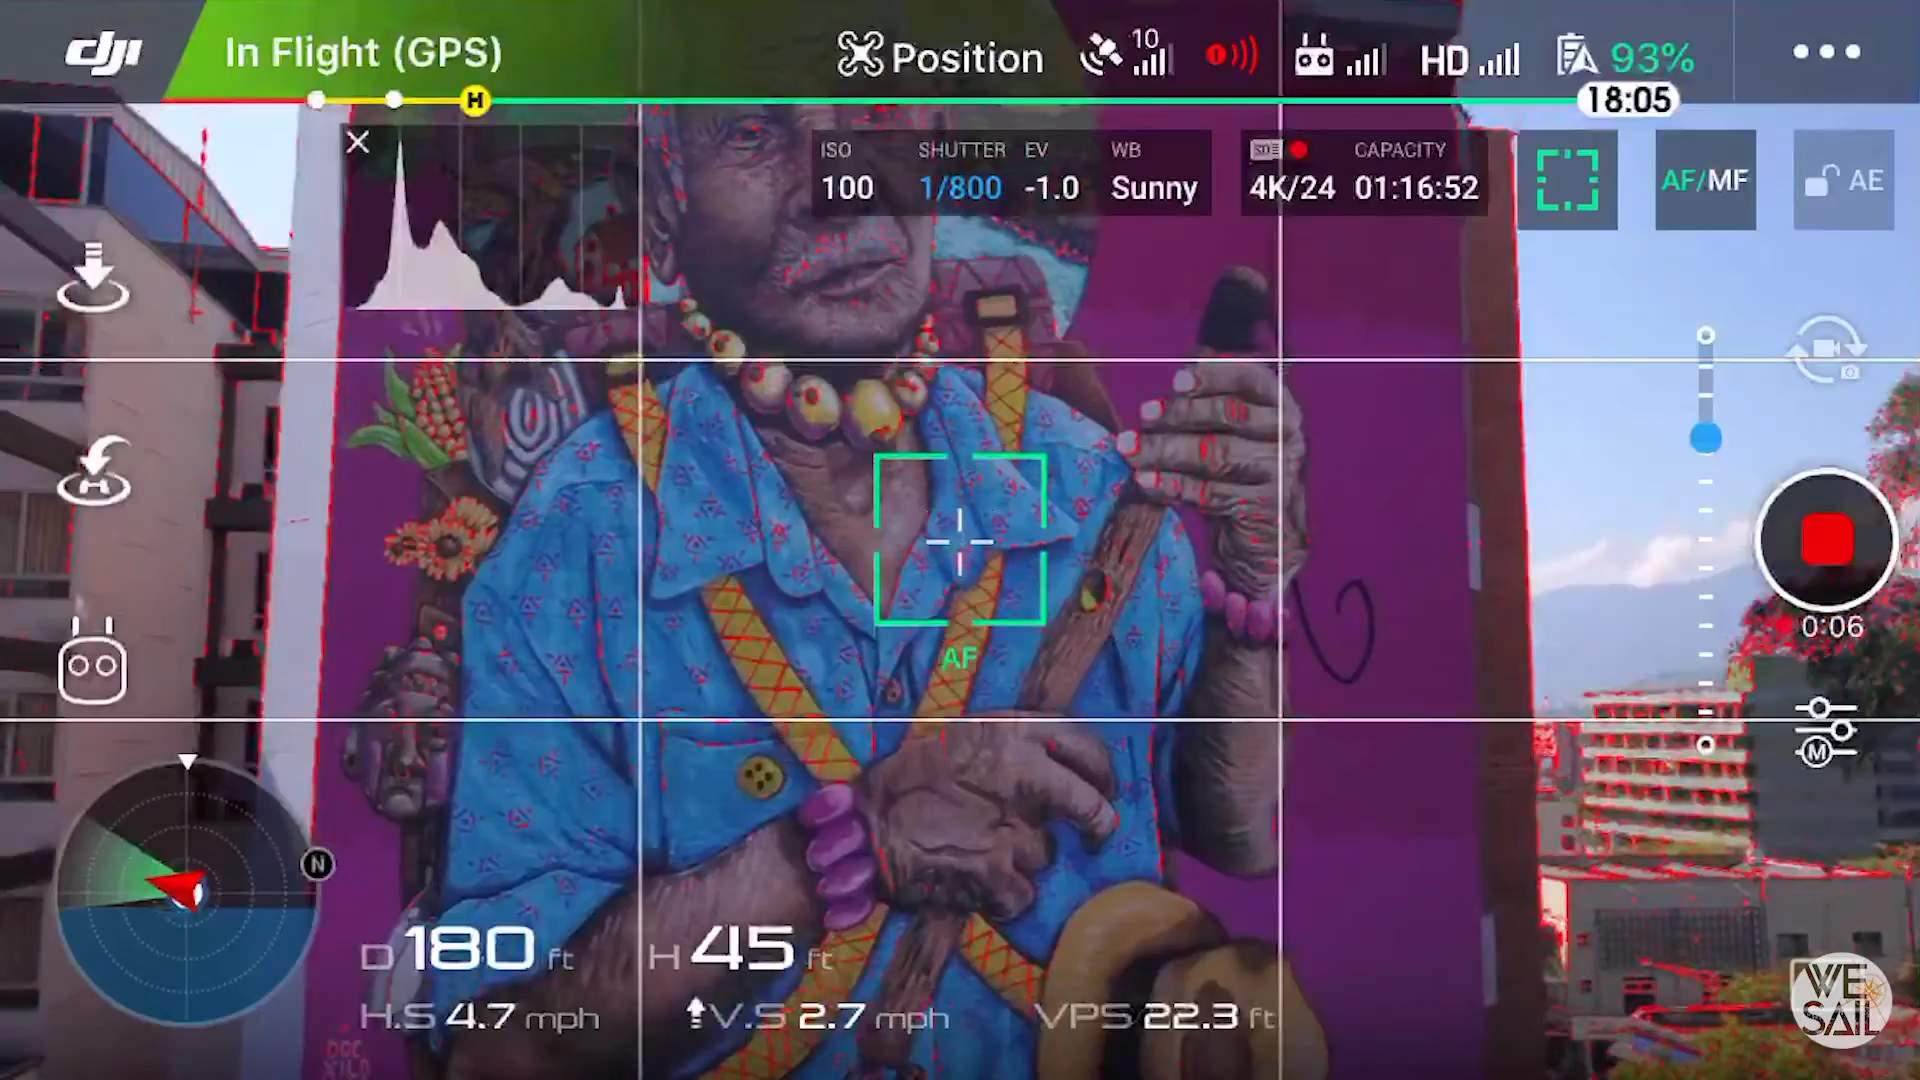 dji
In Flight (GPS)
Position
10
HD
93%
18:05
H
ISO
SHUTTER
EV
WB
100
1/800
-1.0
Sunny
SD
CAPACITY
4K/24
01:16:52
AF/MF
AE
0:06
M
AF
N
D 180 ft
H 45 ft
H.S 4.7 mph
V.S 2.7 mph
VPS 22.3 ft
WE
SAIL